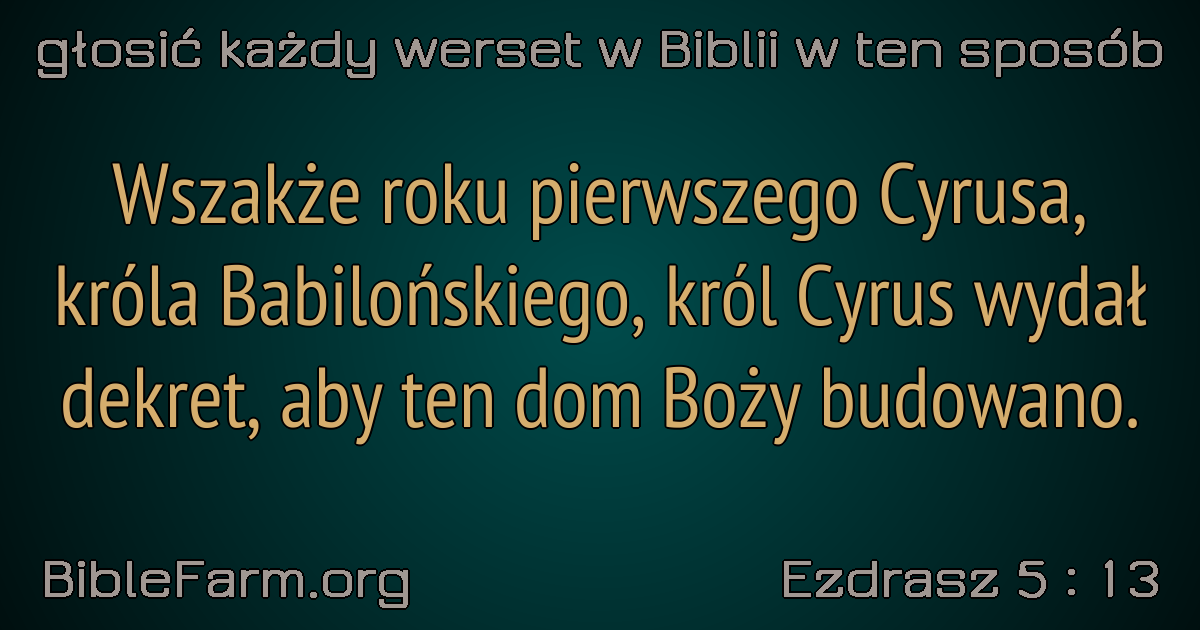 głosić każdy werset w Biblii w ten sposób
Wszakże roku pierwszego Cyrusa,
króla Babilońskiego, król Cyrus wydał
dekret, aby ten dom Boży budowano.
BibleFarm.org
Ezdrasz 5 : 13